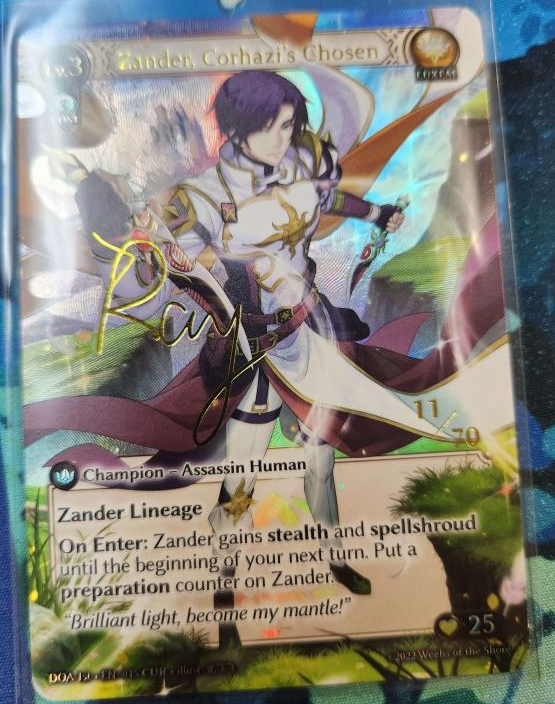 Lv.3
Zander, Corhazi's Chosen
COST
Ray
11
70
Champion – Assassin Human
Zander Lineage
On Enter: Zander gains stealth and spellshroud
until the beginning of your next turn. Put a
preparation counter on Zander.
"Brilliant light, become my mantle!"
25
© 2022 Weebs of the Shore